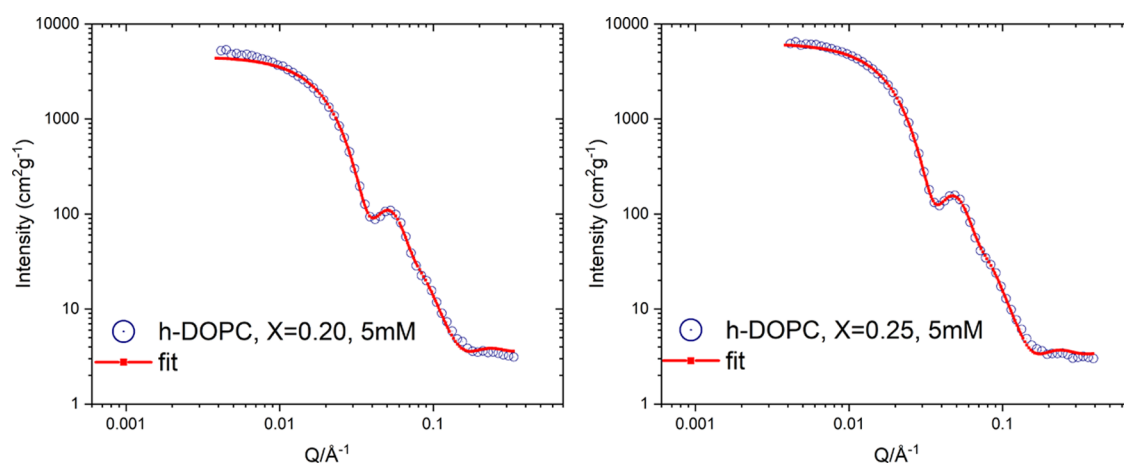 10000
1000
100
10
1
Intensity (cm²g⁻¹)
h-DOPC, X=0.20, 5mM
fit
0.001
0.01
0.1
Q/Å⁻¹
10000
1000
100
10
1
Intensity (cm²g⁻¹)
h-DOPC, X=0.25, 5mM
fit
0.001
0.01
0.1
Q/Å⁻¹